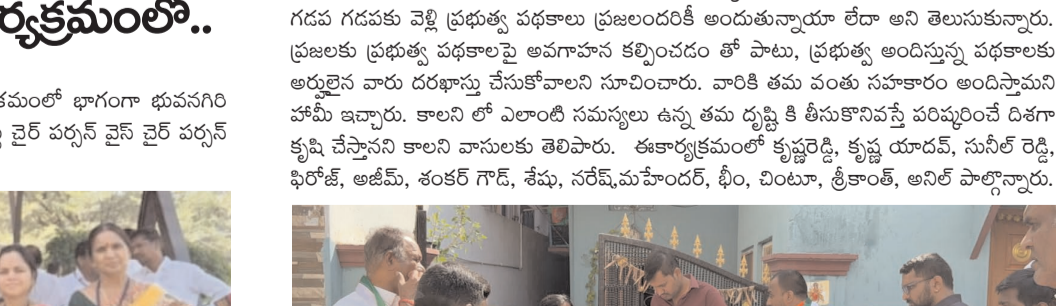 ర్యక్రమంలో..
క్రమంలో భాగంగా భువనగిరి
చైర్ పర్సన్ వైస్ చైర్ పర్సన్
గడప గడపకు వెళ్లి ప్రభుత్వ పథకాలు ప్రజలందరికీ అందుతున్నాయా లేదా అని తెలుసుకున్నారు.
ప్రజలకు ప్రభుత్వ పథకాలపై అవగాహన కల్పించడం తో పాటు, ప్రభుత్వ అందిస్తున్న పథకాలకు
అర్హులైన వారు దరఖాస్తు చేసుకోవాలని సూచించారు. వారికి తమ వంతు సహకారం అందిస్తామని
హామీ ఇచ్చారు. కాలని లో ఎలాంటి సమస్యలు ఉన్న తమ దృష్టి కి తీసుకొనివస్తే పరిష్కరించే దిశగా
కృషి చేస్తానని కాలని వాసులకు తెలిపారు. ఈకార్యక్రమంలో కృష్ణరెడ్డి, కృష్ణ యాదవ్, సునీల్ రెడ్డి,
ఫిరోజ్, అజీమ్, శంకర్ గౌడ్, శేషు, నరేష్,మహేందర్, భీం, చింటూ, శ్రీకాంత్, అనిల్ పాల్గొన్నారు.